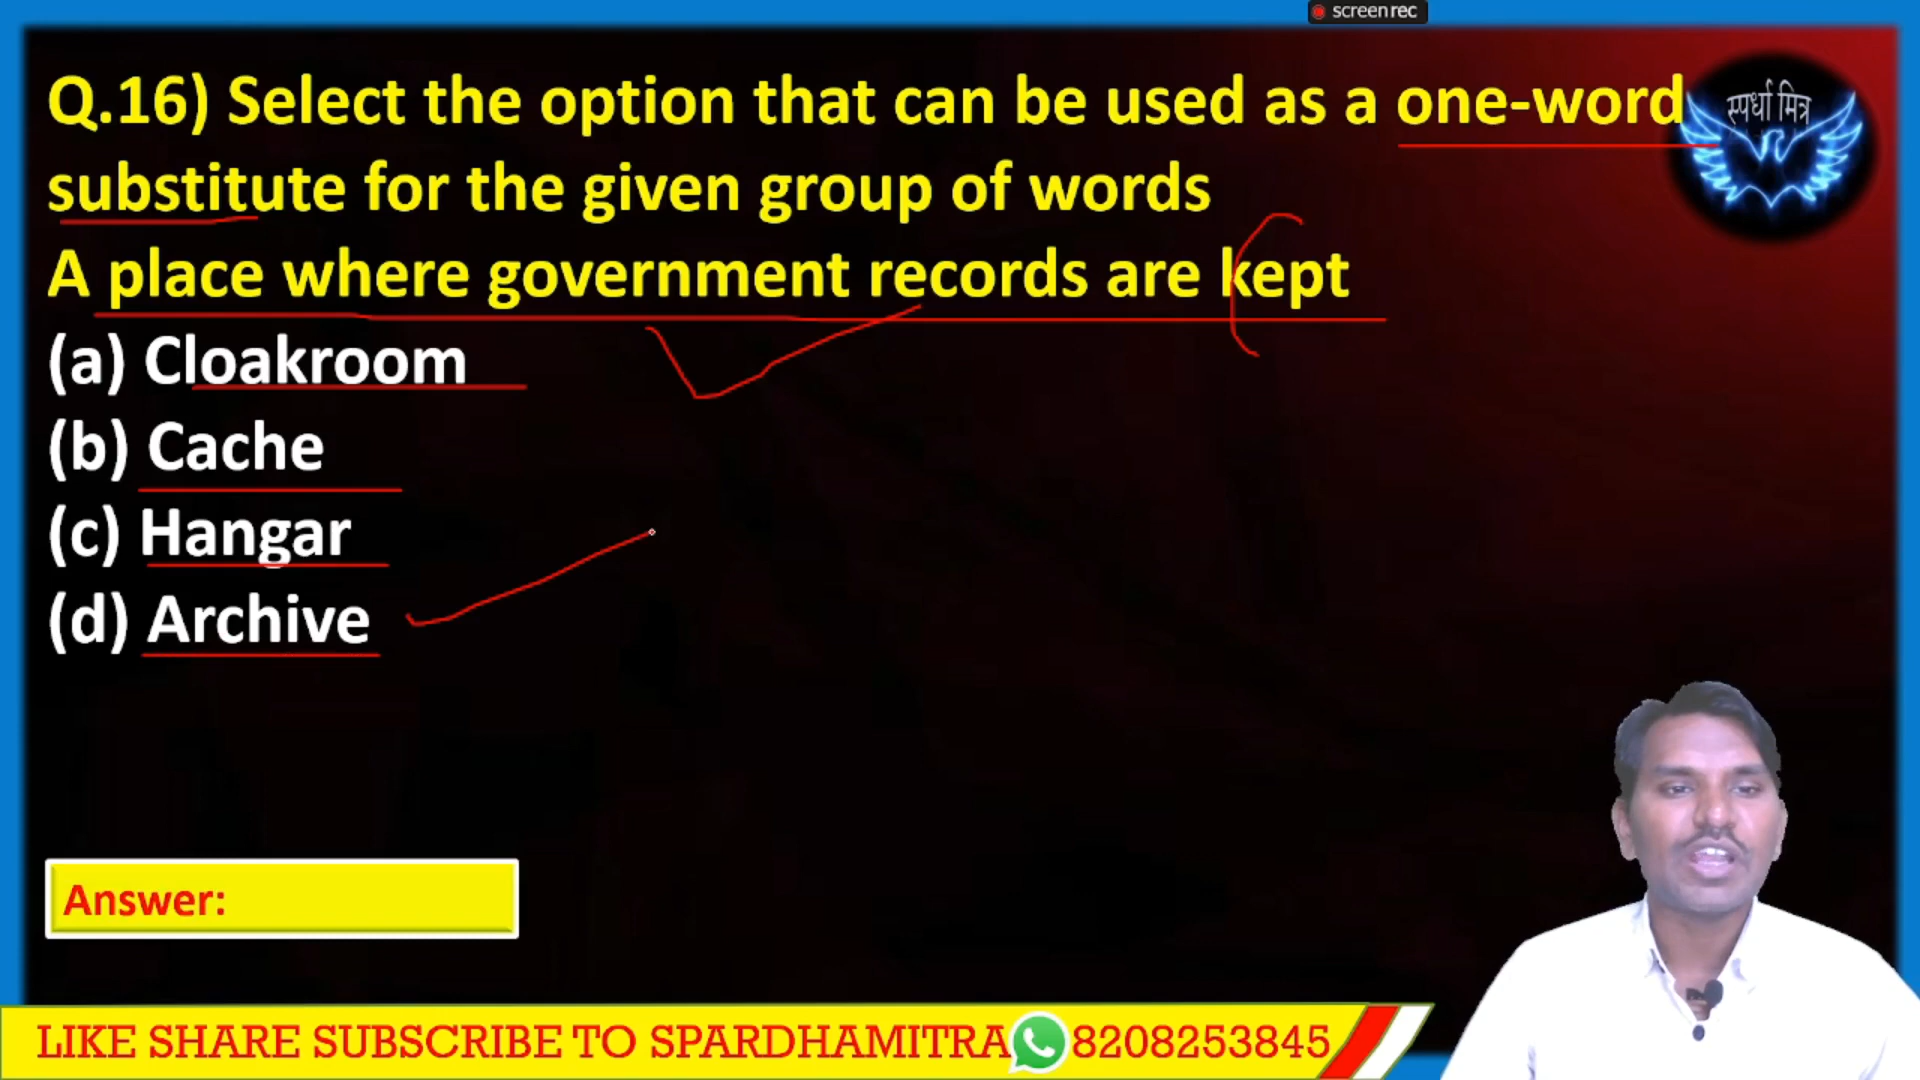 screenrec
Q.16) Select the option that can be used as a one-word
स्पर्धा मित्र
substitute for the given group of words
A place where government records are kept
(a) Cloakroom
(b) Cache
(c) Hangar
(d) Archive
Answer:
LIKE SHARE SUBSCRIBE TO SPARDHAMITRA 8208253845